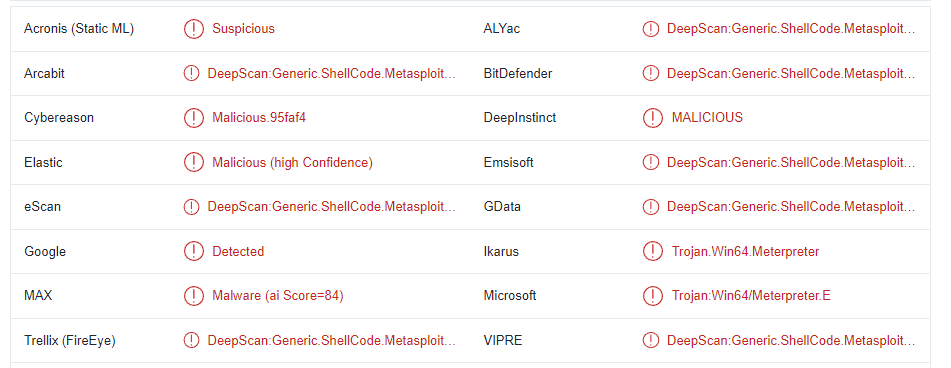 Acronis (Static ML) Suspicious ALYac DeepScan:Generic.ShellCode.Metasploit...
Arcabit DeepScan:Generic.ShellCode.Metasploit... BitDefender DeepScan:Generic.ShellCode.Metasploit...
Cybereason Malicious.95faf4 DeepInstinct MALICIOUS
Elastic Malicious (high Confidence) Emsisoft DeepScan:Generic.ShellCode.Metasploit...
eScan DeepScan:Generic.ShellCode.Metasploit... GData DeepScan:Generic.ShellCode.Metasploit...
Google Detected Ikarus Trojan.Win64.Meterpreter
MAX Malware (ai Score=84) Microsoft Trojan:Win64/Meterpreter.E
Trellix (FireEye) DeepScan:Generic.ShellCode.Metasploit... VIPRE DeepScan:Generic.ShellCode.Metasploit...